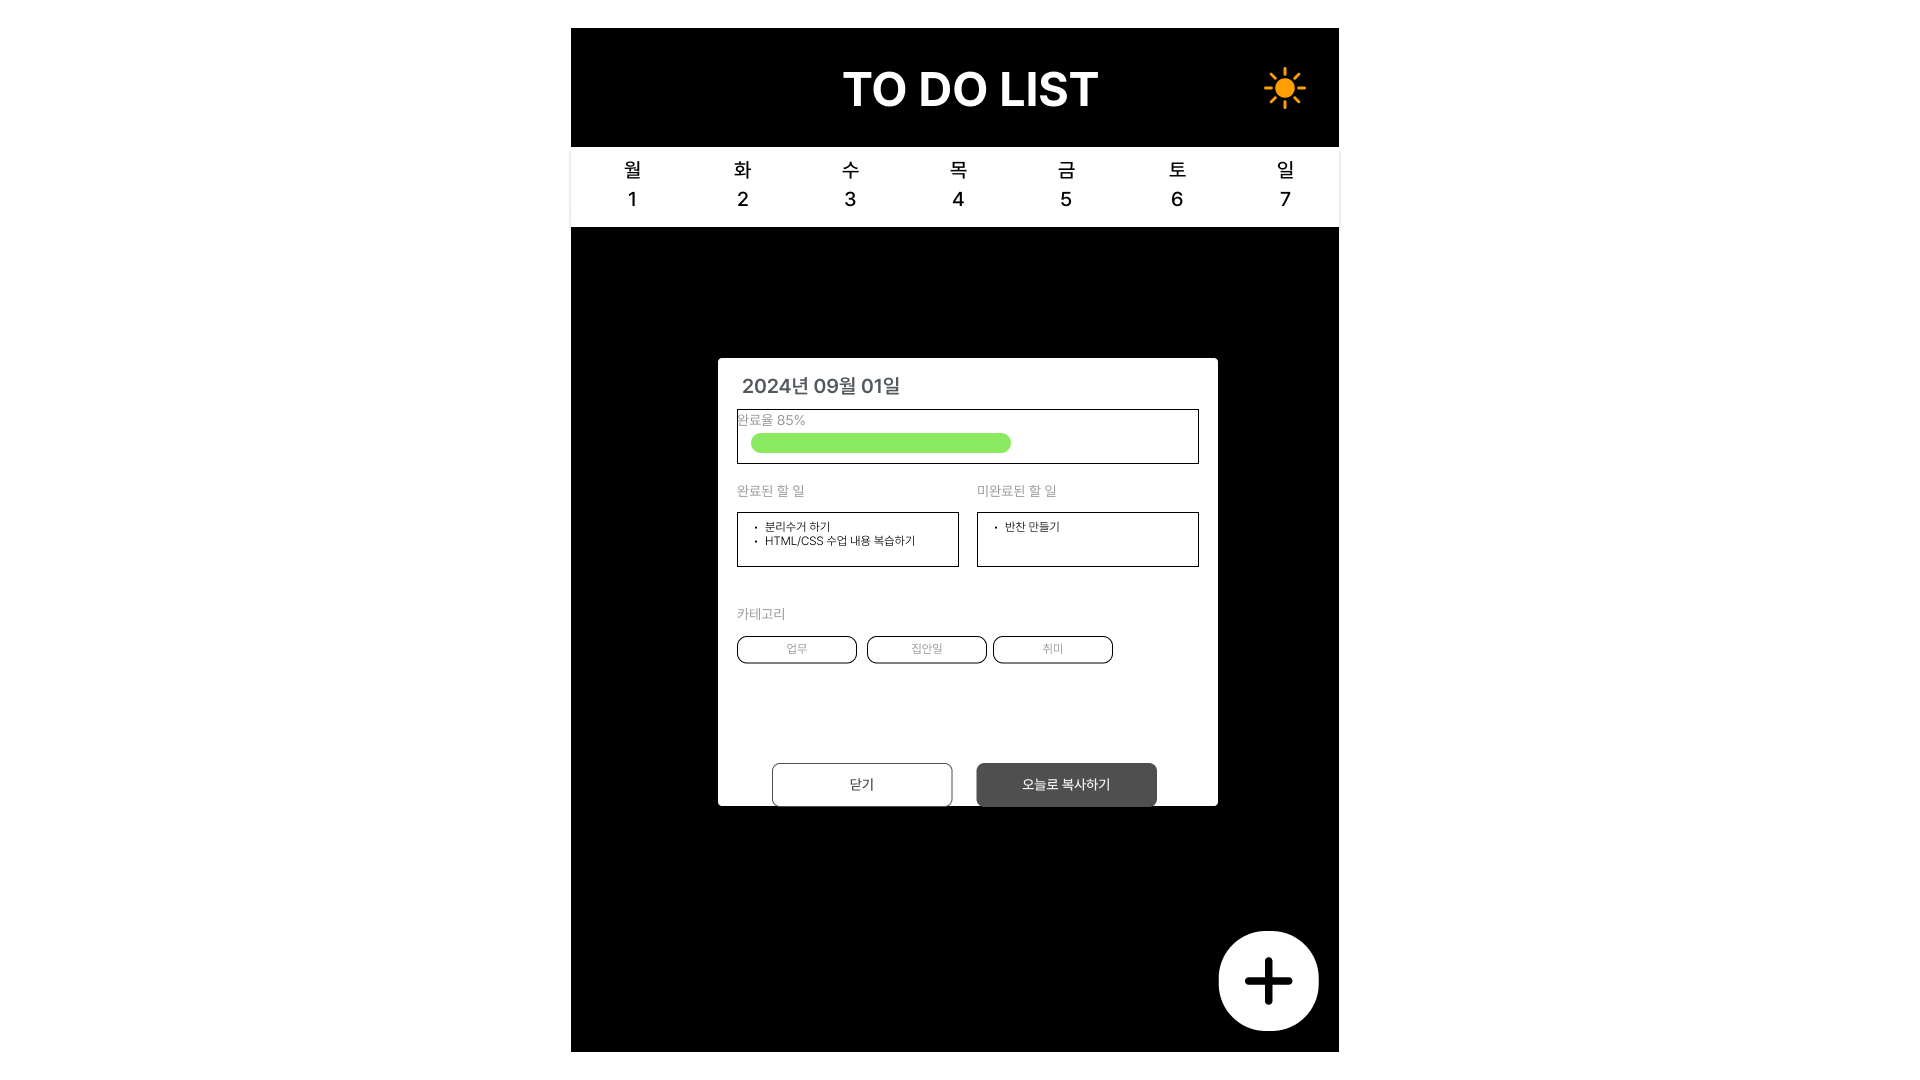 TO DO LIST
월 화 수 목 금 토 일
1 2 3 4 5 6 7
2024년 09월 01일
완료율 85%
완료된 할 일 미완료된 할 일
• 분리수거 하기 • 반찬 만들기
• HTML/CSS 수업 내용 복습하기
카테고리
업무 집안일 취미
닫기 오늘로 복사하기